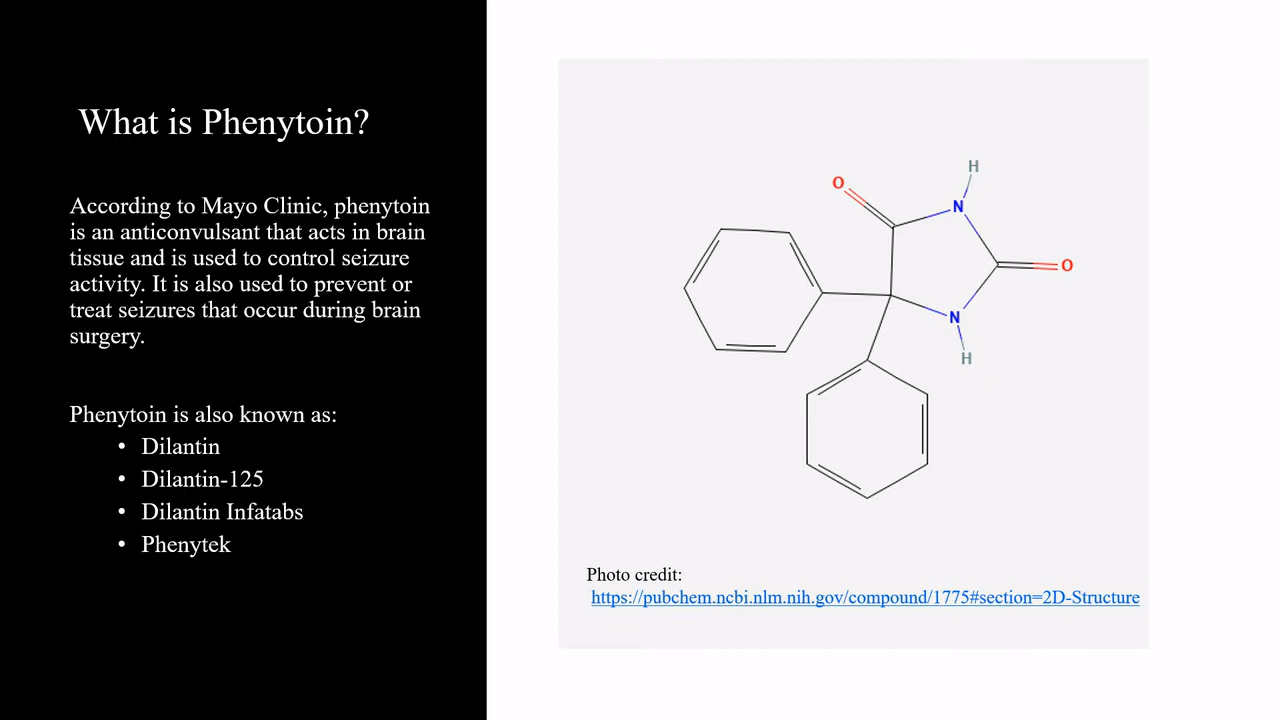 What is Phenytoin?
According to Mayo Clinic, phenytoin
is an anticonvulsant that acts in brain
tissue and is used to control seizure
activity. It is also used to prevent or
treat seizures that occur during brain
surgery.
Phenytoin is also known as:
• Dilantin
• Dilantin-125
• Dilantin Infatabs
• Phenytek
H
O
N
O
N
H
Photo credit:
https://pubchem.ncbi.nlm.nih.gov/compound/1775#section=2D-Structure